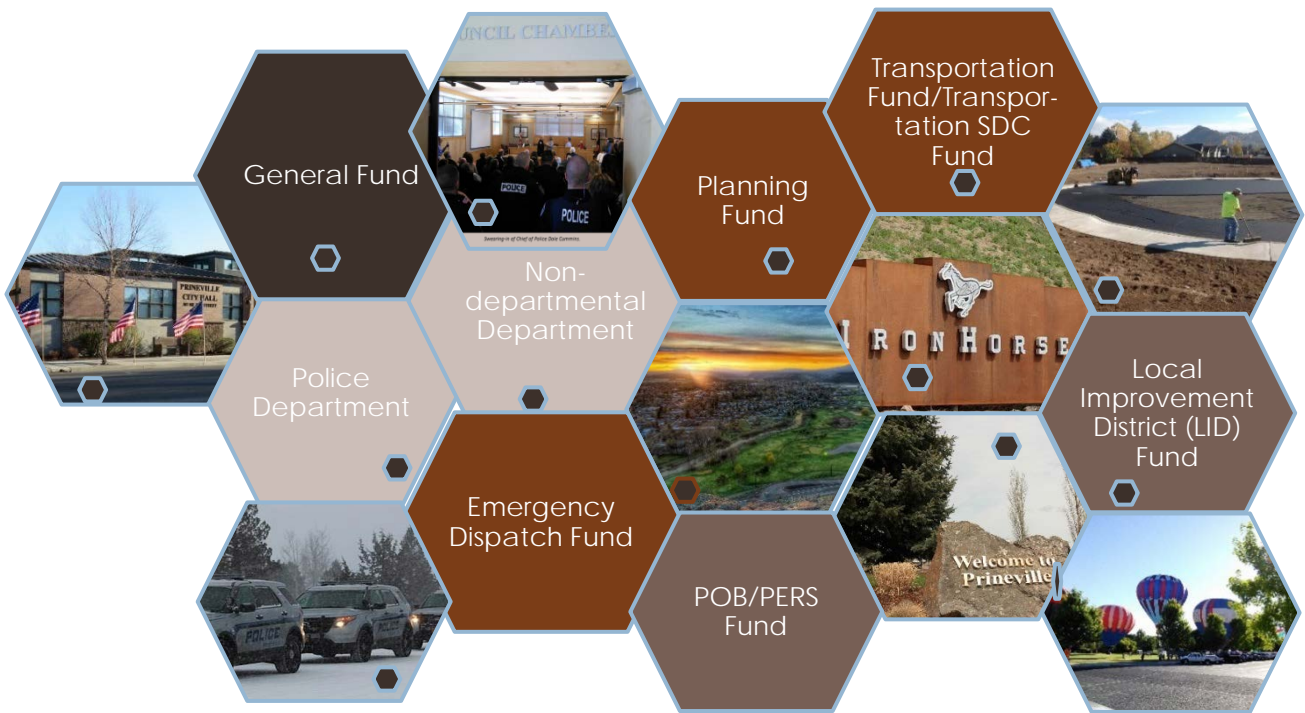 UNCIL CHAMBE
POLICE
POLICE
Swearing-in of Chief of Police Dale Cummins.
General Fund
Transportation
Fund/Transpor-
tation SDC
Fund
Planning
Fund
PRINEVILLE
CITY HALL
Non-
departmental
Department
IRONHORSE
Police
Department
Local
Improvement
District (LID)
Fund
Emergency
Dispatch Fund
Welcome to
Prineville
POB/PERS
Fund
POLICE
POLICE